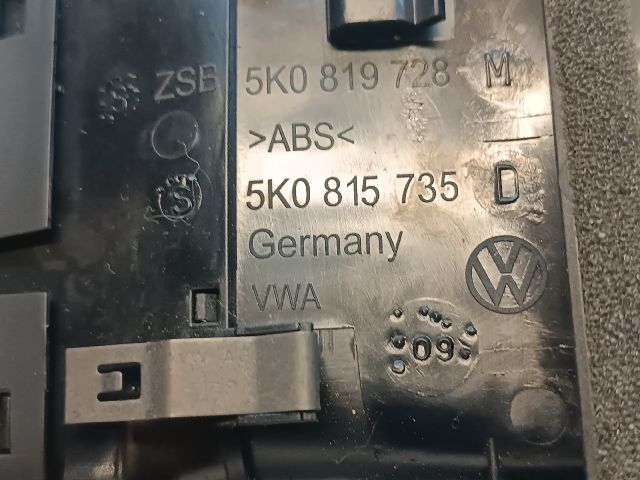 ZSB 5K0 819 728 M
>ABS<
S
5K0 815 735 D
Germany
VWA
09